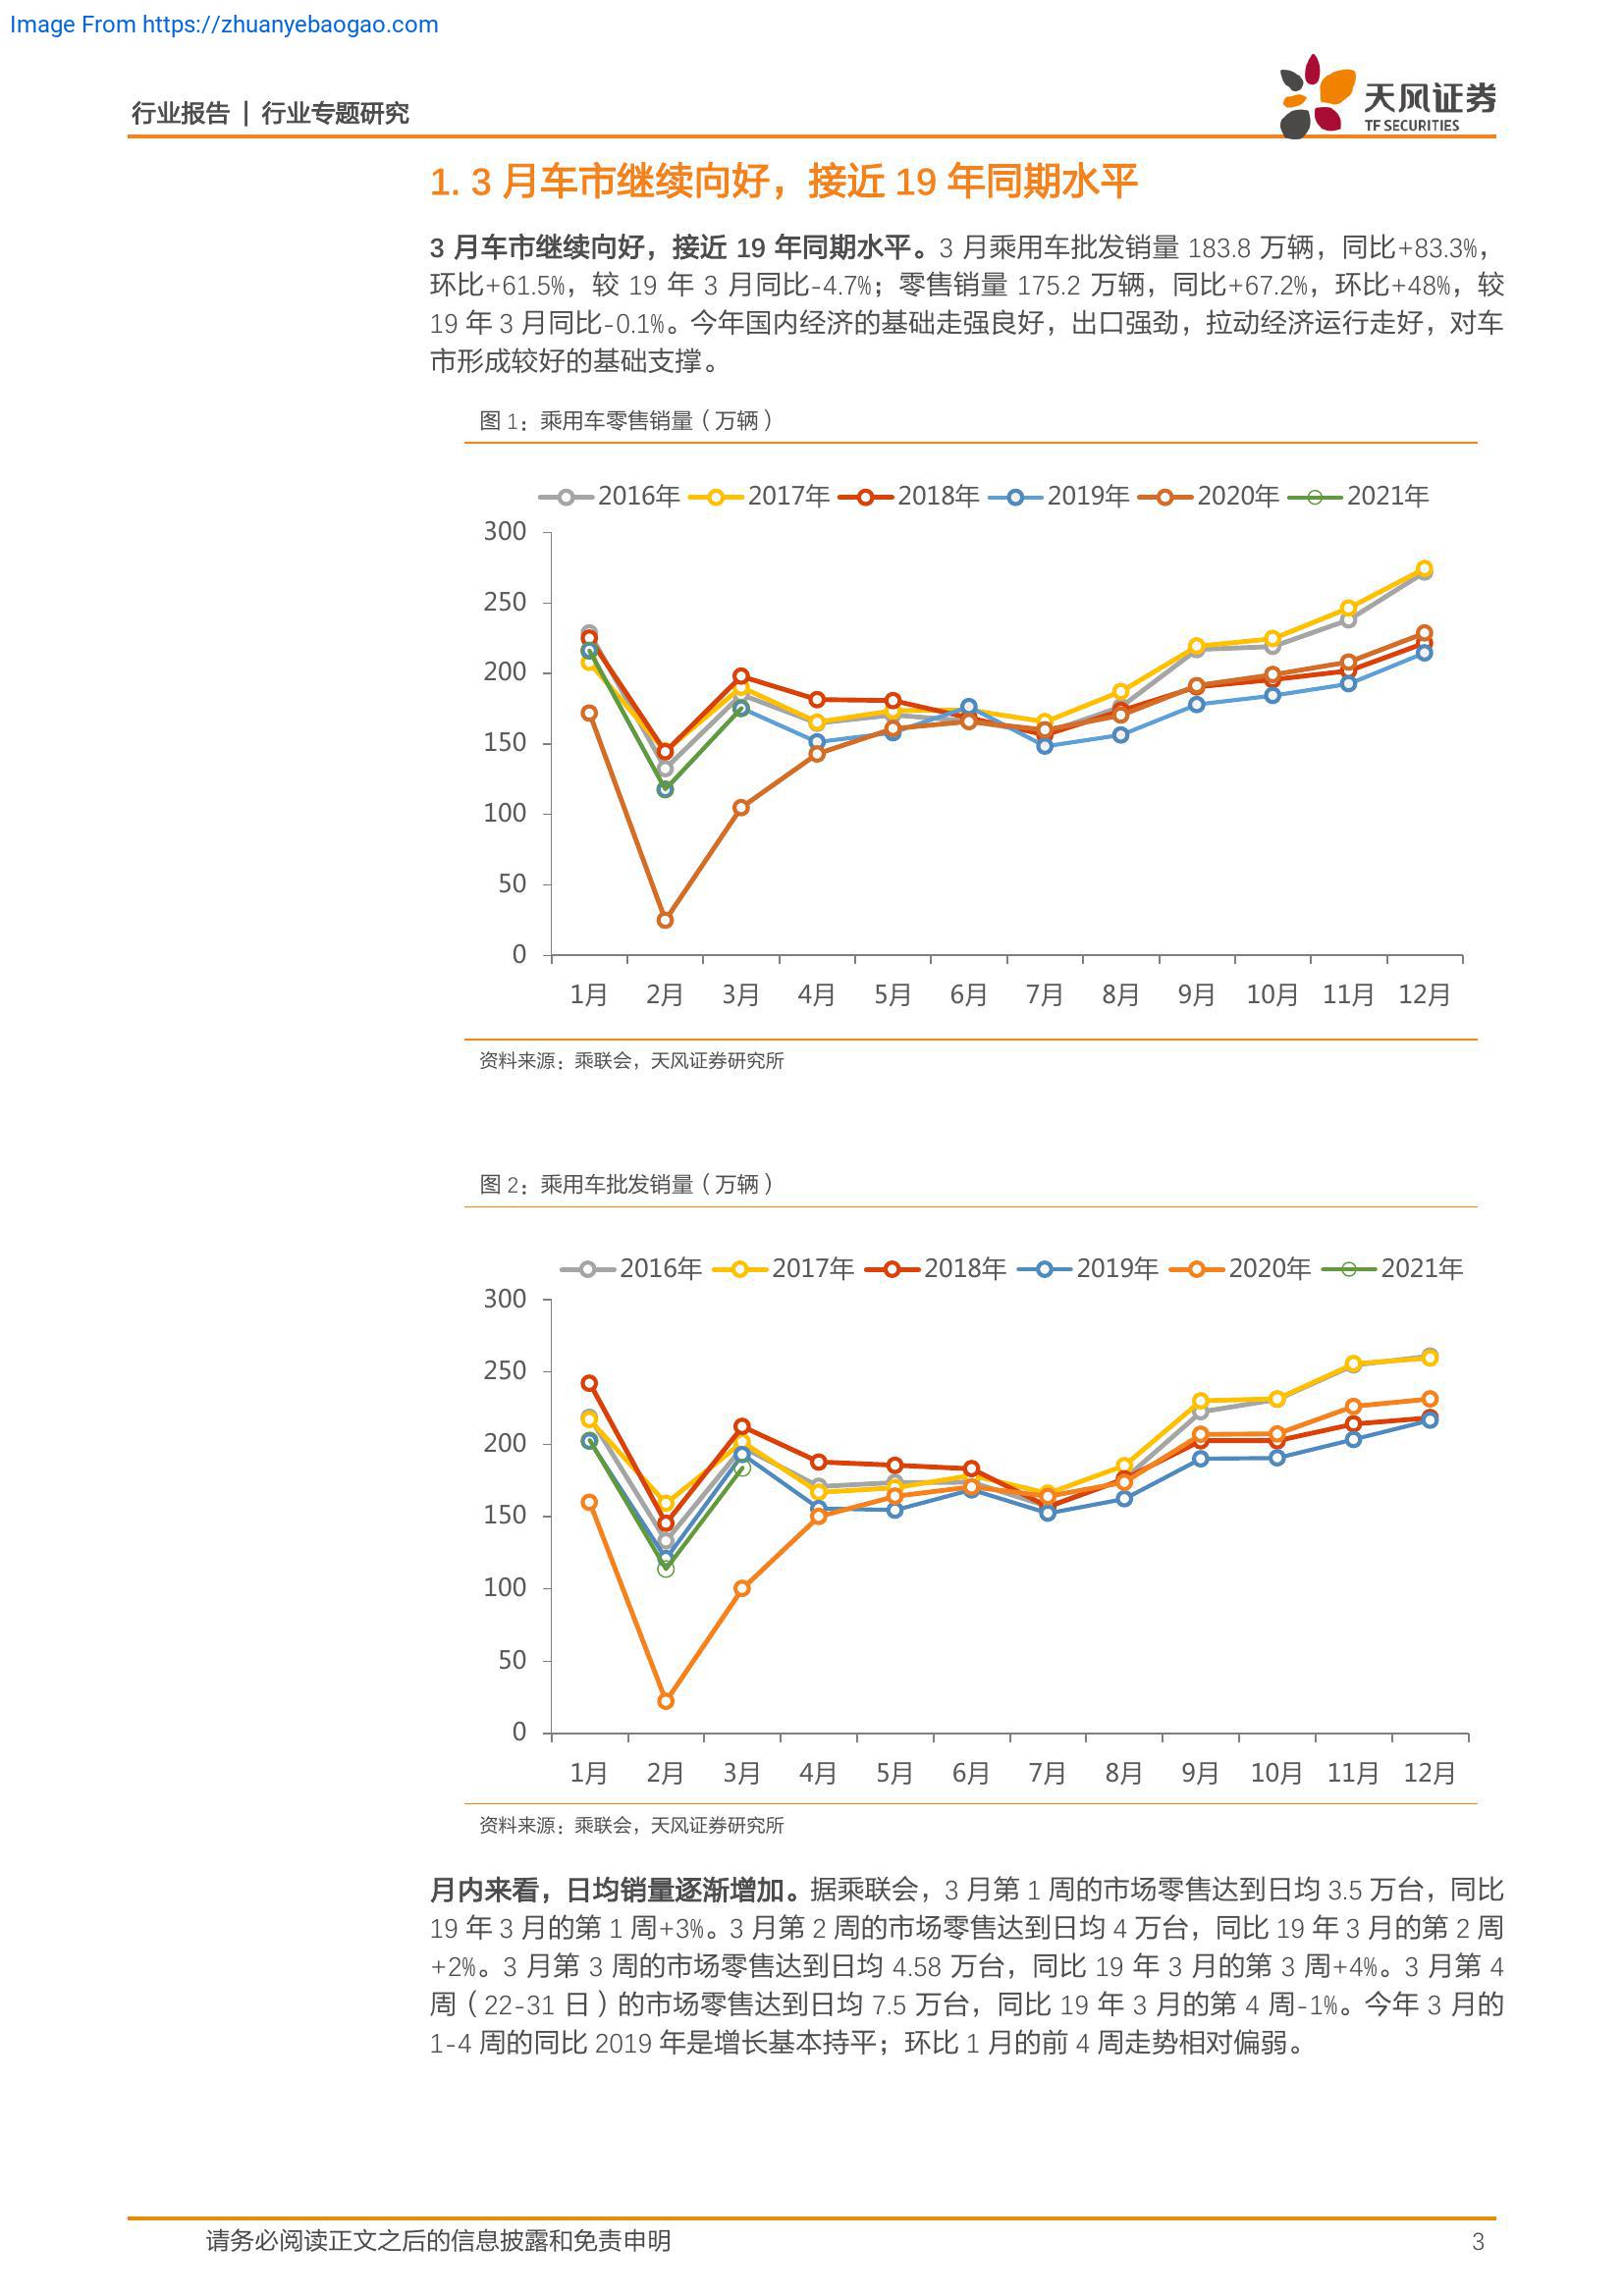 Image From https://zhuanyebaogao.com
行业报告 | 行业专题研究
天风证券
TF SECURITIES
1. 3 月车市继续向好，接近 19 年同期水平
3 月车市继续向好，接近 19 年同期水平。3 月乘用车批发销量 183.8 万辆，同比+83.3%，
环比+61.5%，较 19 年 3 月同比-4.7%；零售销量 175.2 万辆，同比+67.2%，环比+48%，较
19 年 3 月同比-0.1%。今年国内经济的基础走强良好，出口强劲，拉动经济运行走好，对车
市形成较好的基础支撑。
图 1：乘用车零售销量（万辆）
2016年 2017年 2018年 2019年 2020年 2021年
300
250
200
150
100
50
0
1月 2月 3月 4月 5月 6月 7月 8月 9月 10月 11月 12月
资料来源：乘联会，天风证券研究所
图 2：乘用车批发销量（万辆）
2016年 2017年 2018年 2019年 2020年 2021年
300
250
200
150
100
50
0
1月 2月 3月 4月 5月 6月 7月 8月 9月 10月 11月 12月
资料来源：乘联会，天风证券研究所
月内来看，日均销量逐渐增加。据乘联会，3 月第 1 周的市场零售达到日均 3.5 万台，同比
19 年 3 月的第 1 周+3%。3 月第 2 周的市场零售达到日均 4 万台，同比 19 年 3 月的第 2 周
+2%。3 月第 3 周的市场零售达到日均 4.58 万台，同比 19 年 3 月的第 3 周+4%。3 月第 4
周（22-31 日）的市场零售达到日均 7.5 万台，同比 19 年 3 月的第 4 周-1%。今年 3 月的
1-4 周的同比 2019 年是增长基本持平；环比 1 月的前 4 周走势相对偏弱。
请务必阅读正文之后的信息披露和免责申明
3